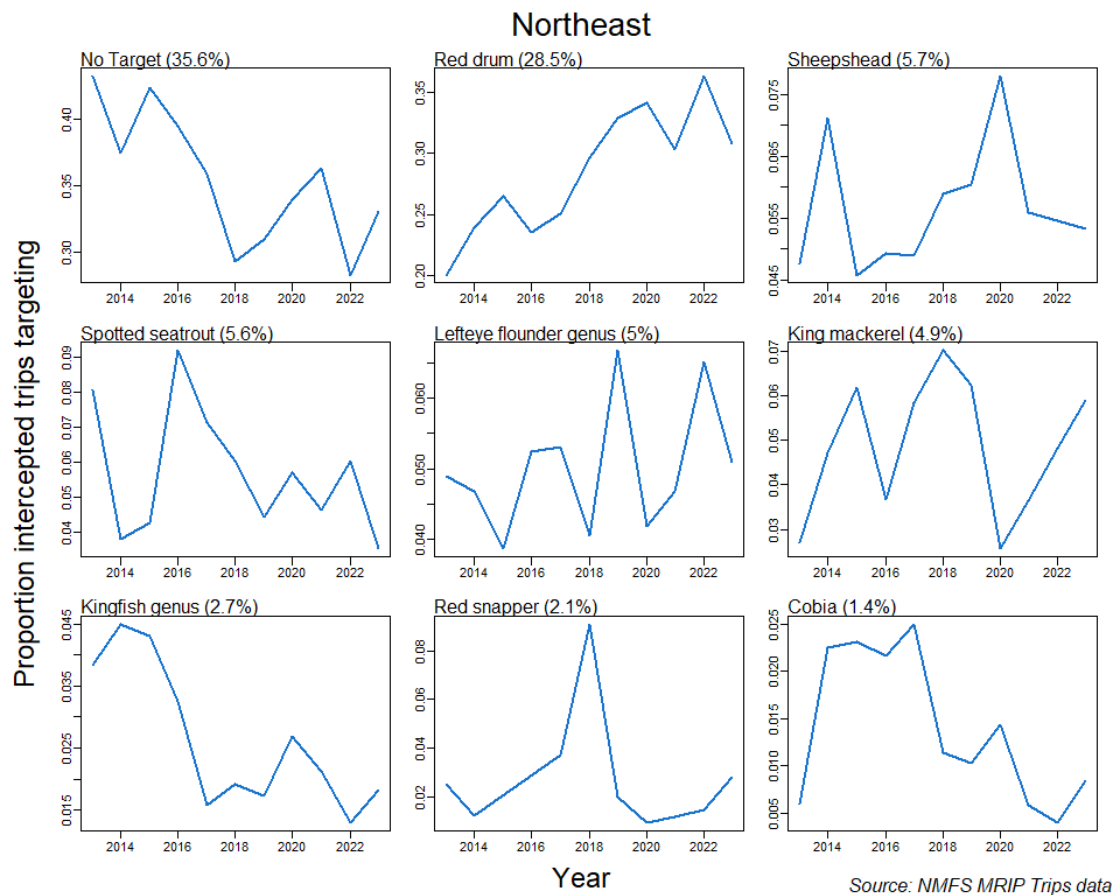 Northeast
Proportion intercepted trips targeting
No Target (35.6%)
0.40
0.35
0.30
2014 2016 2018 2020 2022
Red drum (28.5%)
0.35
0.30
0.25
0.20
2014 2016 2018 2020 2022
Sheepshead (5.7%)
0.075
0.065
0.055
0.045
2014 2016 2018 2020 2022
Spotted seatrout (5.6%)
0.09
0.08
0.07
0.06
0.05
0.04
2014 2016 2018 2020 2022
Lefteye flounder genus (5%)
0.060
0.050
0.040
2014 2016 2018 2020 2022
King mackerel (4.9%)
0.07
0.06
0.05
0.04
0.03
2014 2016 2018 2020 2022
Kingfish genus (2.7%)
0.045
0.035
0.025
0.015
2014 2016 2018 2020 2022
Red snapper (2.1%)
0.08
0.06
0.04
0.02
2014 2016 2018 2020 2022
Cobia (1.4%)
0.025
0.020
0.015
0.010
0.005
2014 2016 2018 2020 2022
Year
Source: NMFS MRIP Trips data